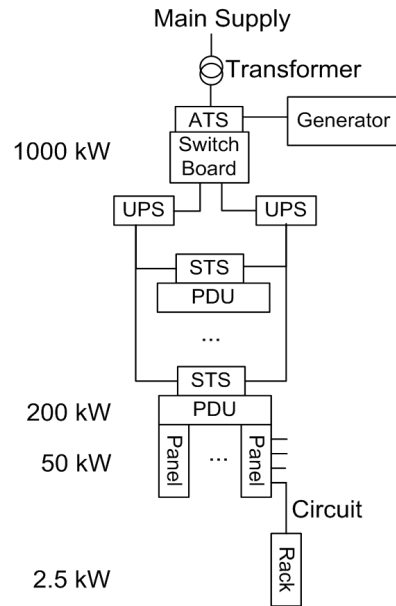 Main Supply
Transformer
ATS
Generator
1000 kW
Switch
Board
UPS
UPS
STS
PDU
...
STS
200 kW
PDU
50 kW
Panel
...
Panel
Circuit
2.5 kW
Rack